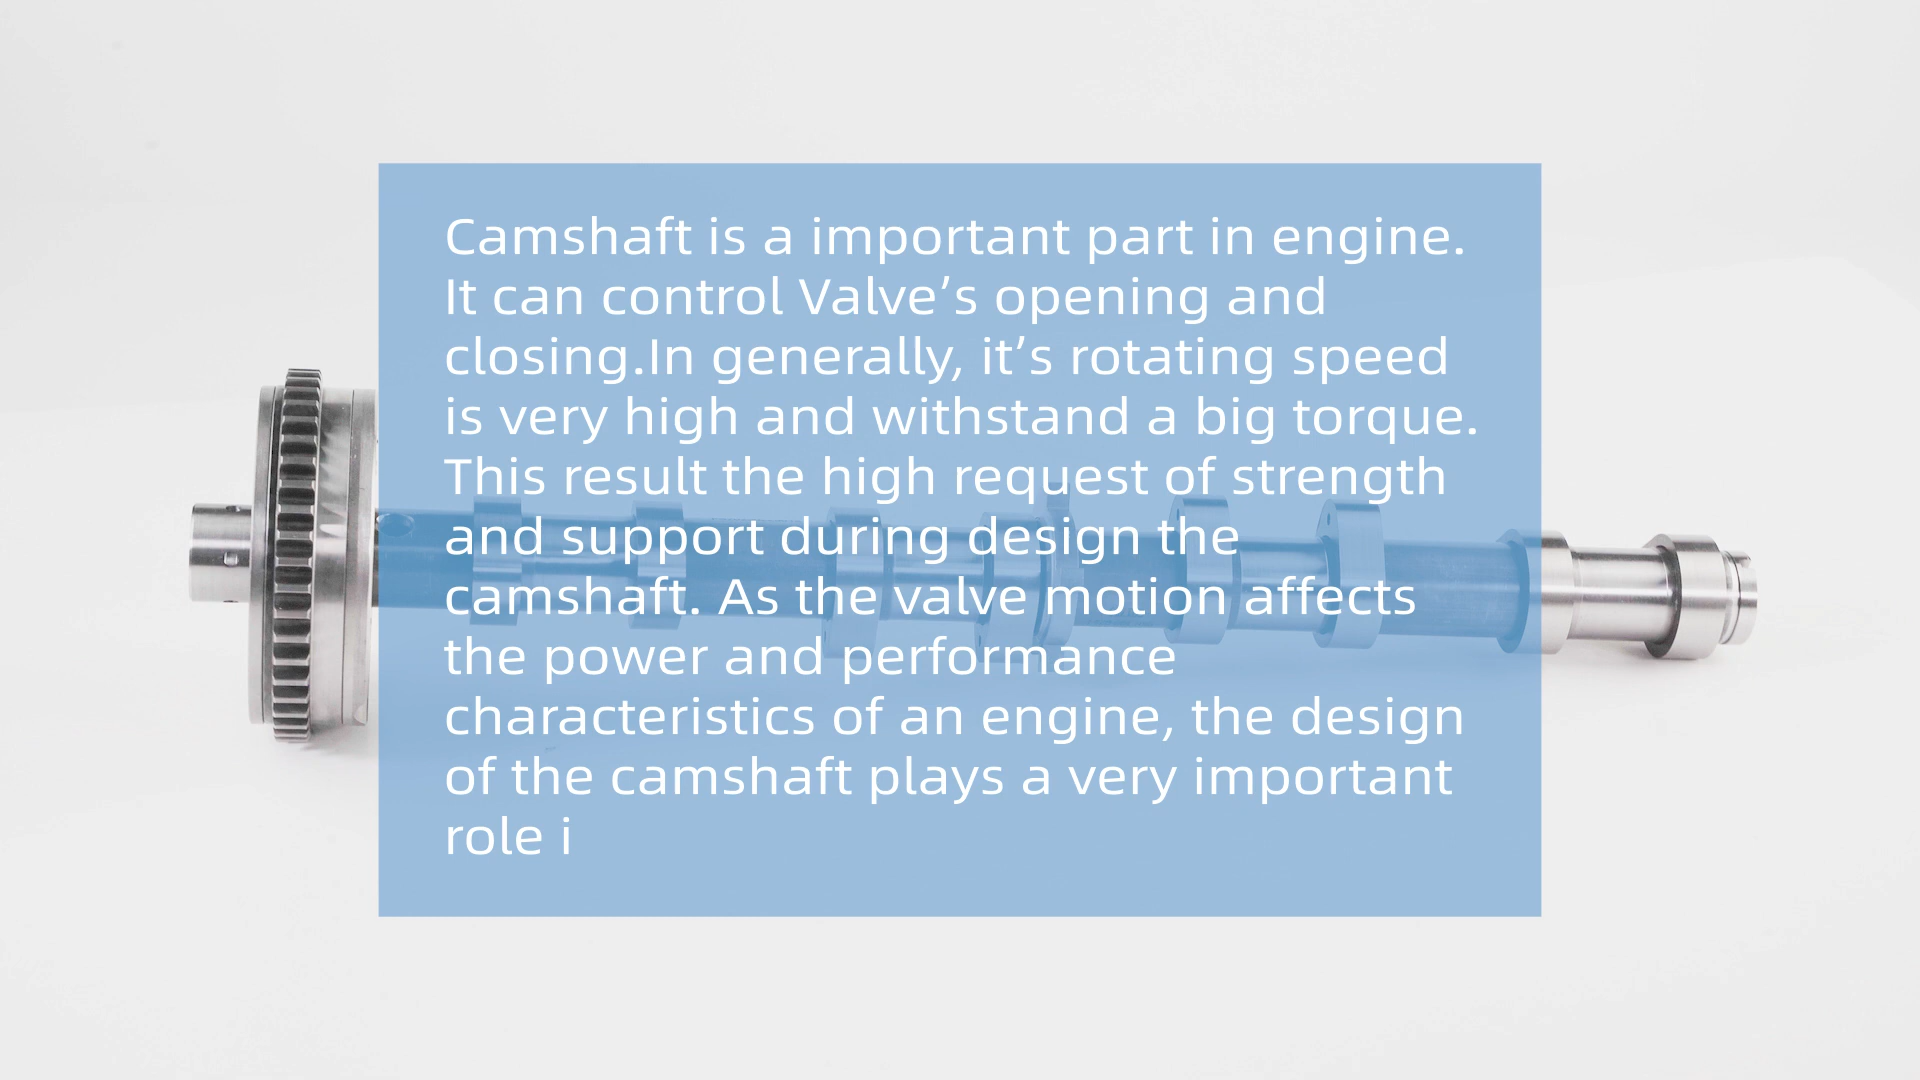 Camshaft is a important part in engine.
It can control Valve’s opening and
closing.In generally, it’s rotating speed
is very high and withstand a big torque.
This result the high request of strength
and support during design the
camshaft. As the valve motion affects
the power and performance
characteristics of an engine, the design
of the camshaft plays a very important
role i